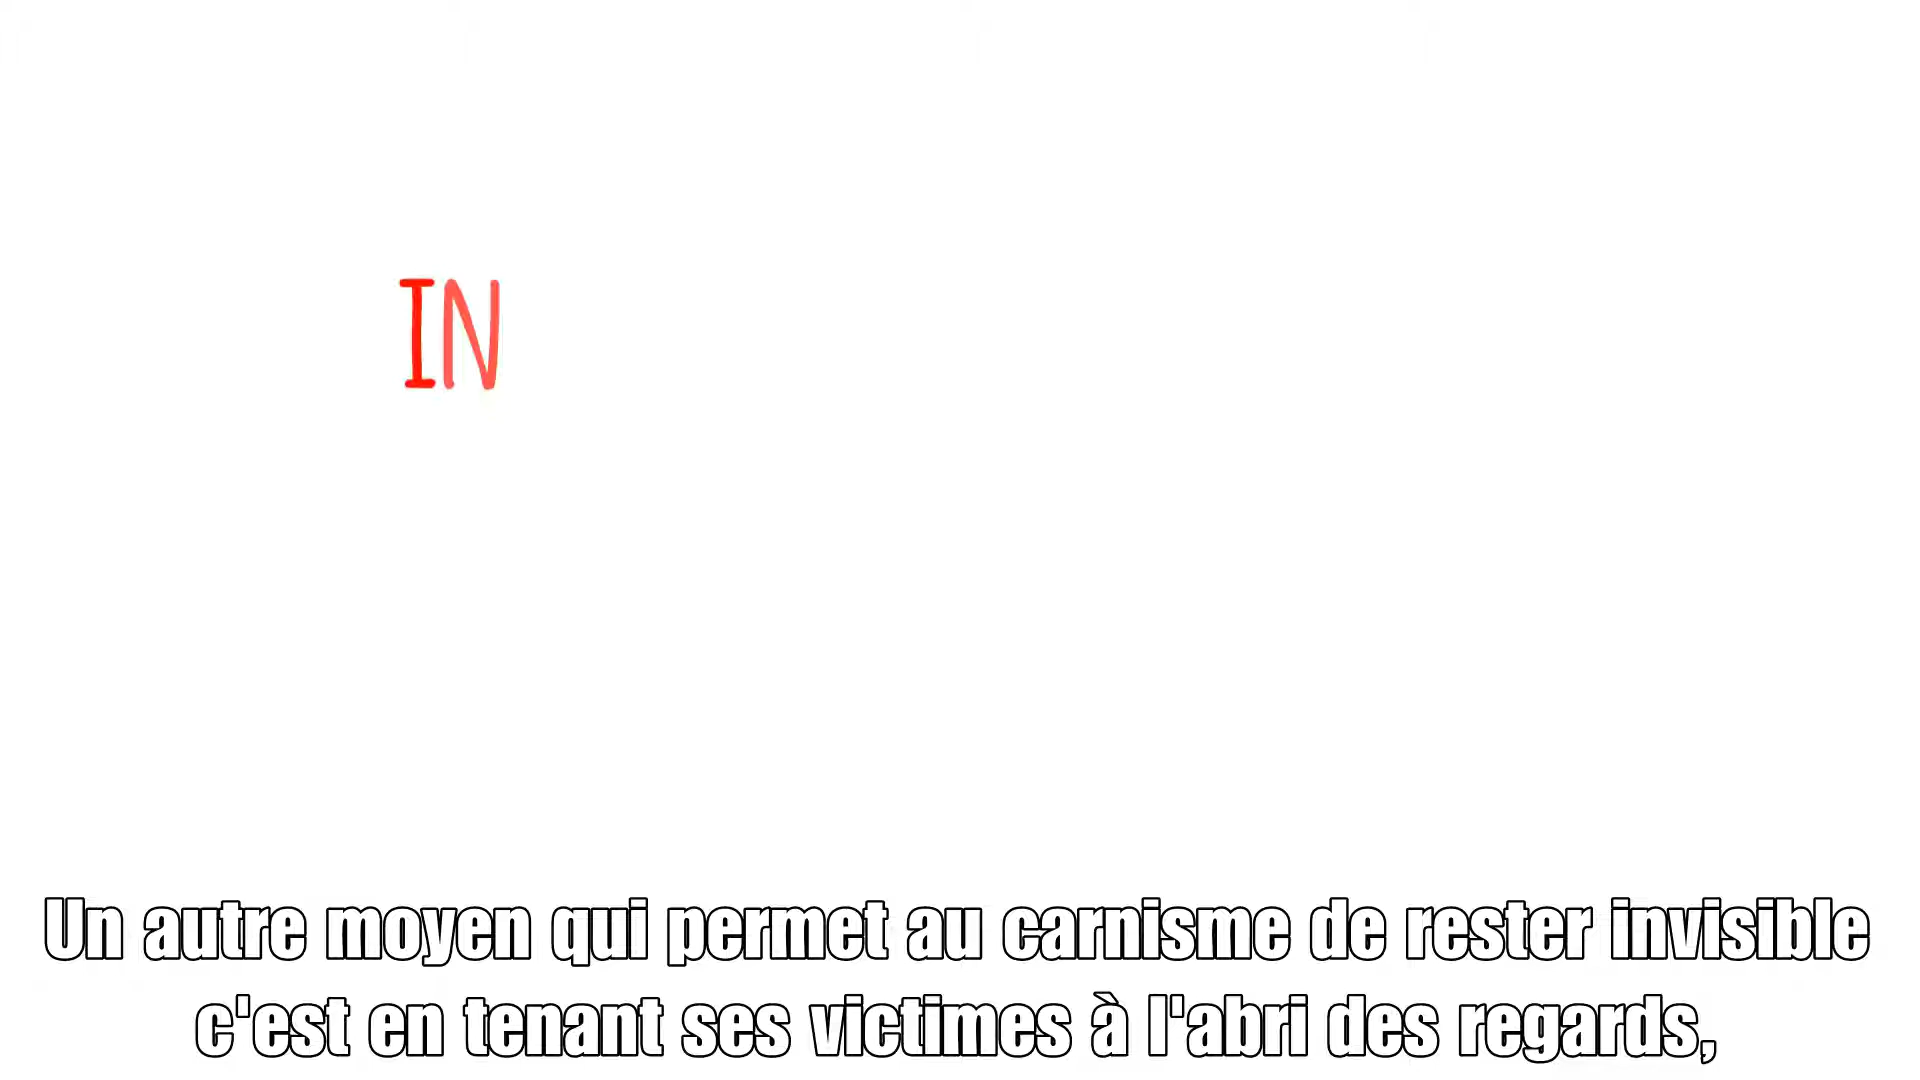 IN
Un autre moyen qui permet au carnisme de rester invisible
c'est en tenant ses victimes à l'abri des regards,